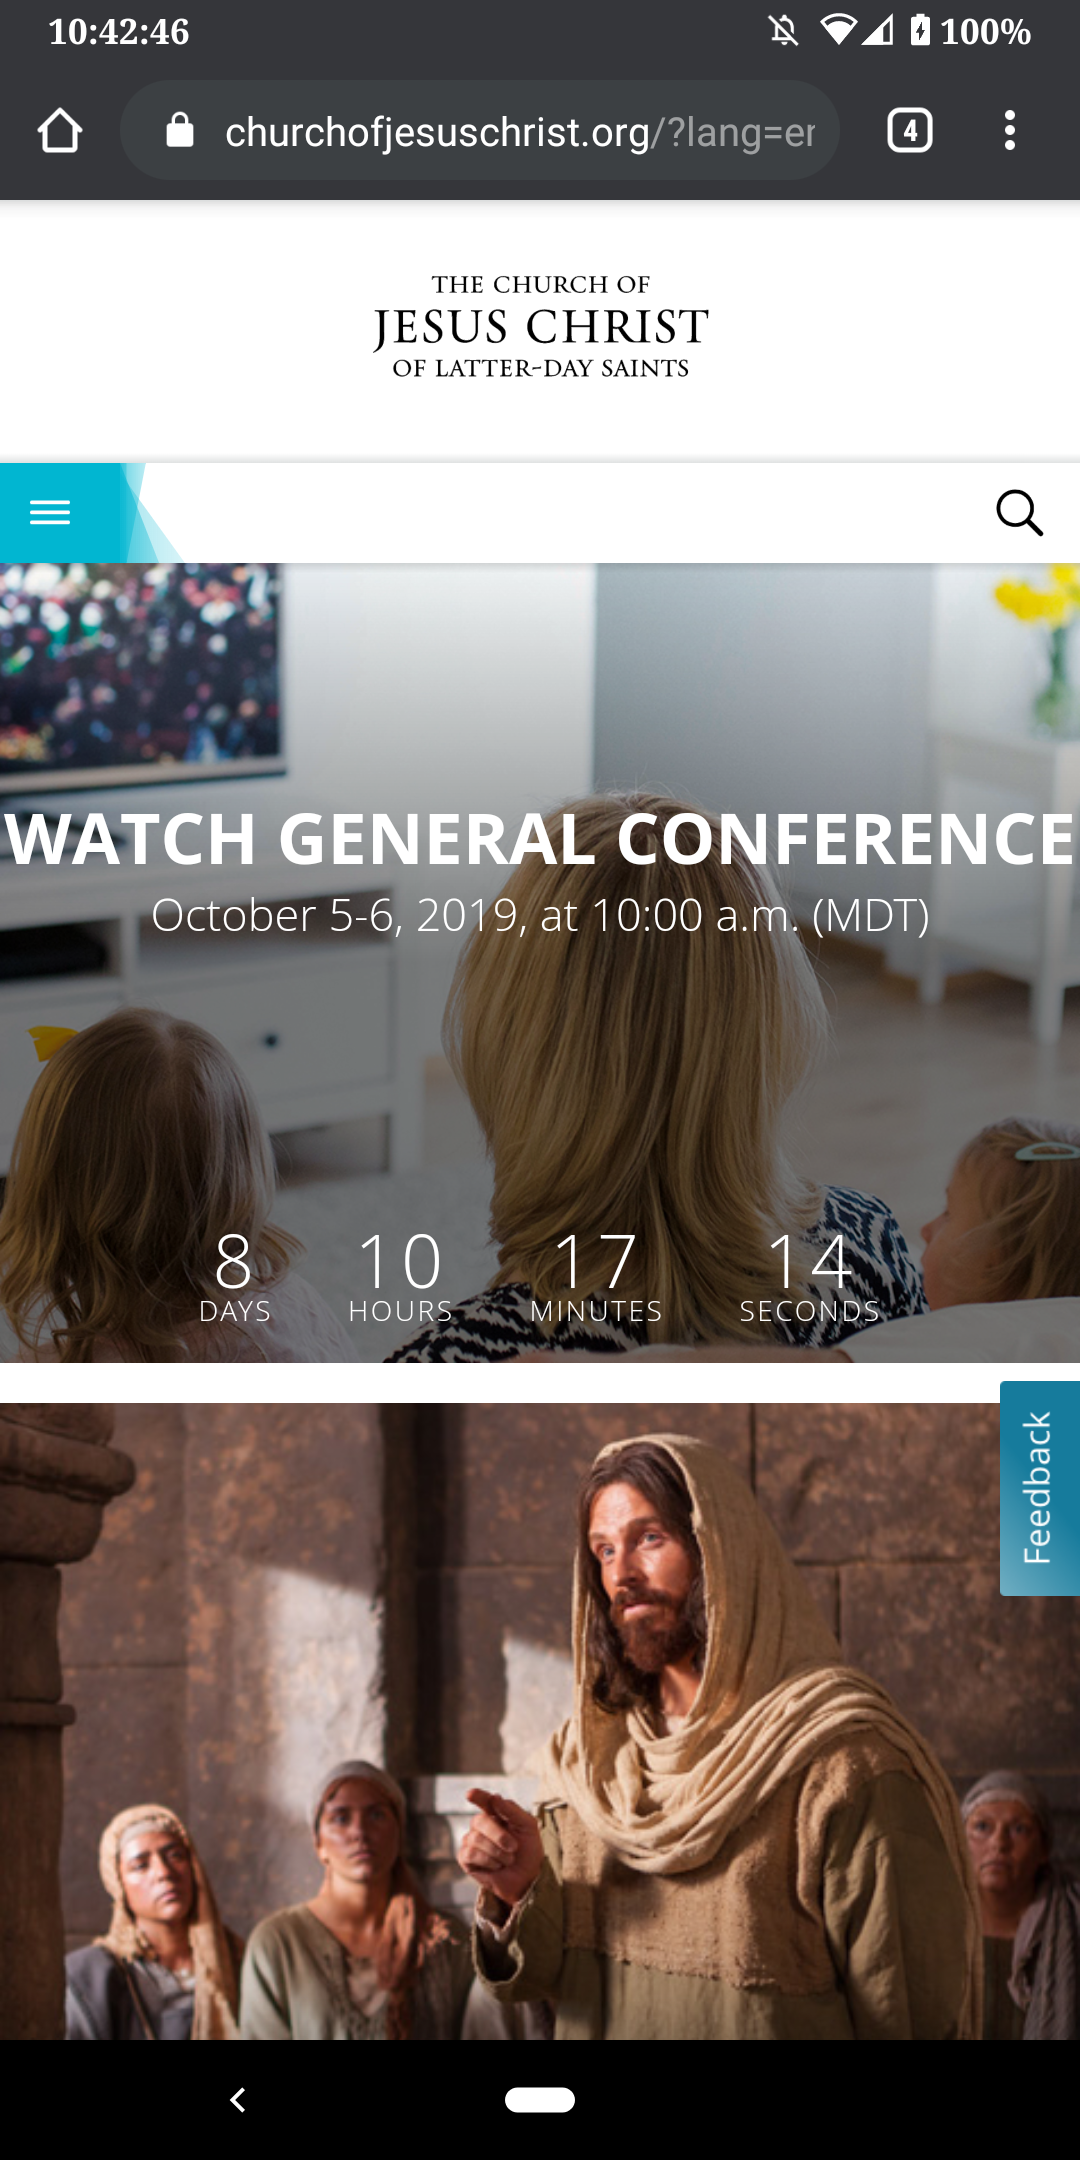 10:42:46
100%
churchofjesuschrist.org/?lang=er
4
THE CHURCH OF
JESUS CHRIST
OF LATTER-DAY SAINTS
WATCH GENERAL CONFERENCE
October 5-6, 2019, at 10:00 a.m. (MDT)
8 10 17 14
DAYS HOURS MINUTES SECONDS
Feedback